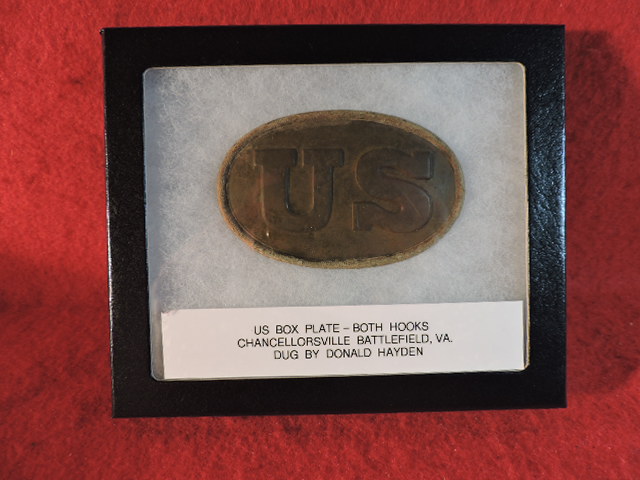 US
US BOX PLATE – BOTH HOOKS
CHANCELLORSVILLE BATTLEFIELD, VA.
DUG BY DONALD HAYDEN